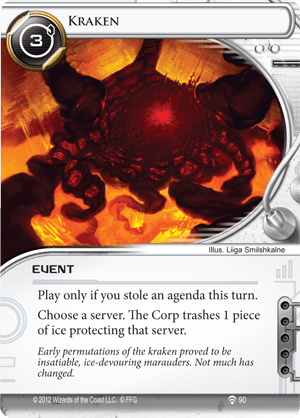 Kraken
3
Illus. Liiga Smilshkalne
EVENT
Play only if you stole an agenda this turn.
Choose a server. The Corp trashes 1 piece
of ice protecting that server.
Early permutations of the kraken proved to be
insatiable, ice-devouring marauders. Not much has
changed.
© 2012 Wizards of the Coast LLC. © FFG
90